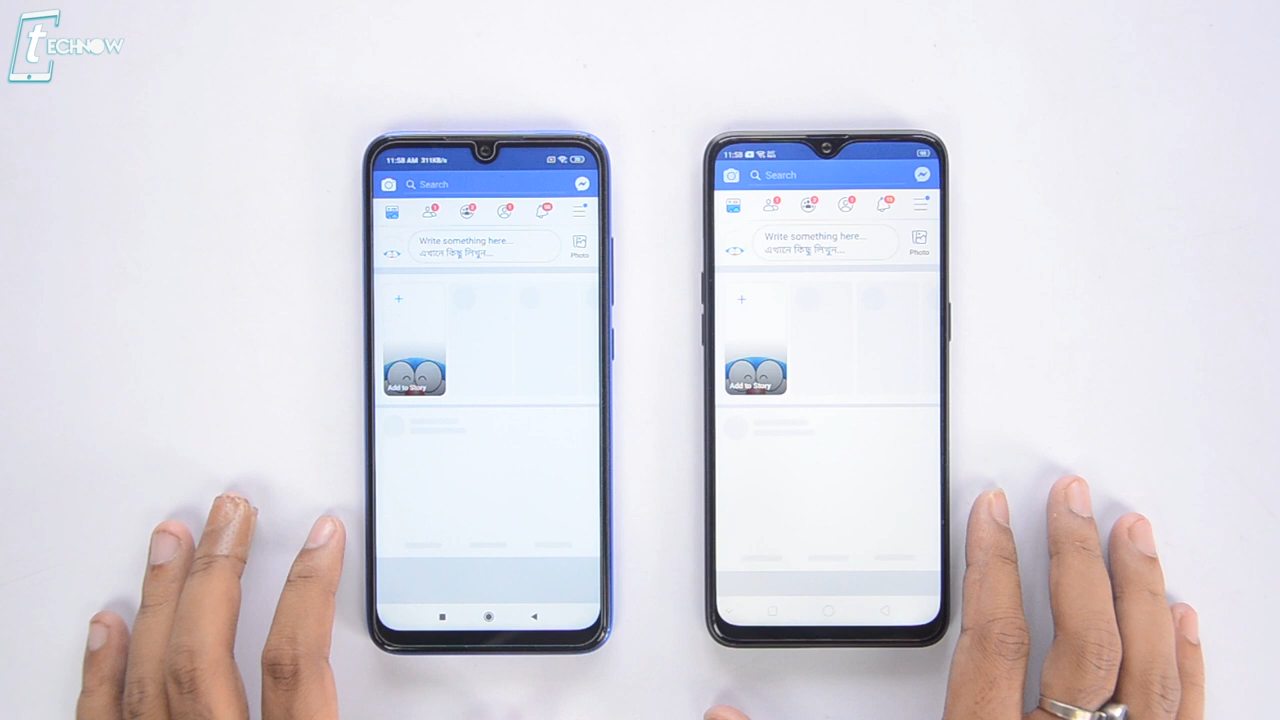 tECHNOW
11:58 AM 311KB/s
Search
Write something here...
এখানে কিছু লিখুন...
Photo
Add to Story
11:58
Search
Write something here...
এখানে কিছু লিখুন...
Photo
Add to Story